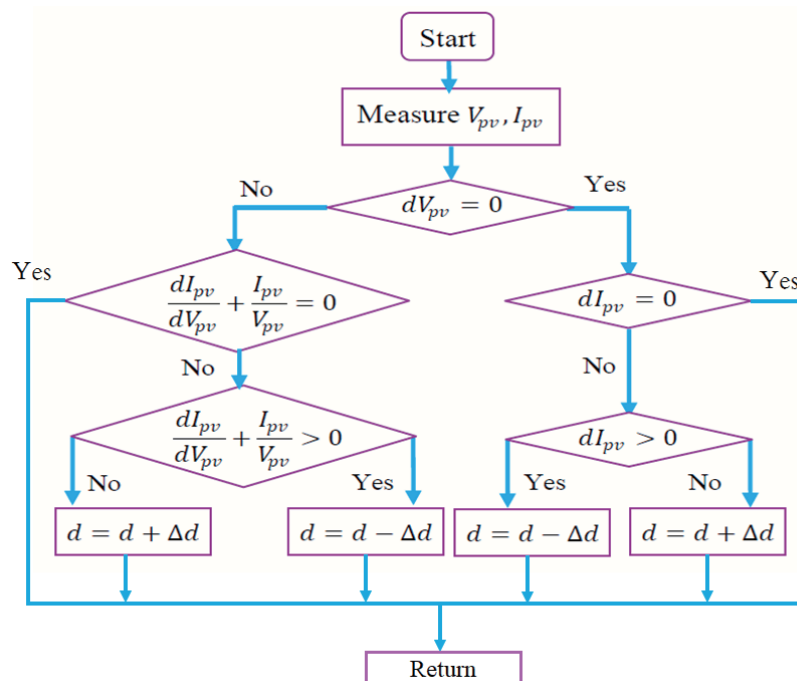 Start
Measure V_pv, I_pv
No
Yes
dV_pv = 0
Yes
Yes
dI_pv/dV_pv + I_pv/V_pv = 0
dI_pv = 0
No
No
dI_pv/dV_pv + I_pv/V_pv > 0
dI_pv > 0
No
Yes
Yes
No
d = d + Δd
d = d − Δd
d = d − Δd
d = d + Δd
Return